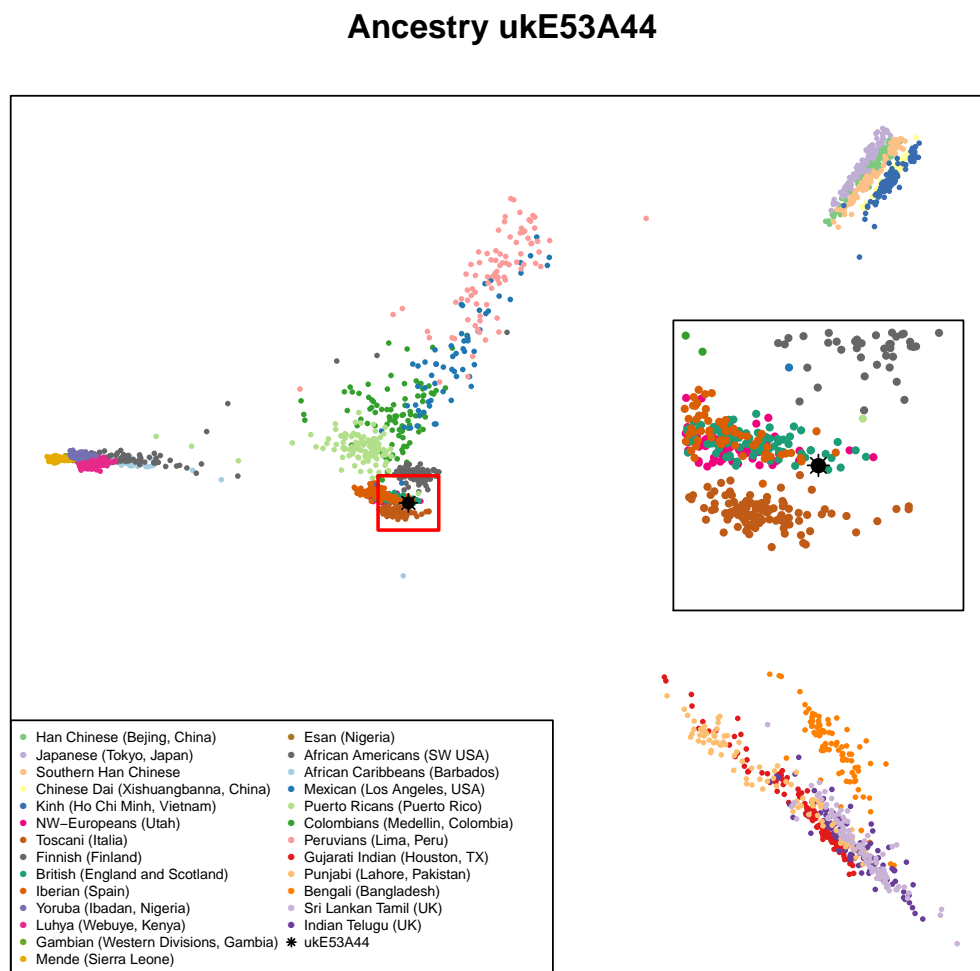 Ancestry ukE53A44
Han Chinese (Bejing, China)
Japanese (Tokyo, Japan)
Southern Han Chinese
Chinese Dai (Xishuangbanna, China)
Kinh (Ho Chi Minh, Vietnam)
NW−Europeans (Utah)
Toscani (Italia)
Finnish (Finland)
British (England and Scotland)
Iberian (Spain)
Yoruba (Ibadan, Nigeria)
Luhya (Webuye, Kenya)
Gambian (Western Divisions, Gambia)
Mende (Sierra Leone)
Esan (Nigeria)
African Americans (SW USA)
African Caribbeans (Barbados)
Mexican (Los Angeles, USA)
Puerto Ricans (Puerto Rico)
Colombians (Medellin, Colombia)
Peruvians (Lima, Peru)
Gujarati Indian (Houston, TX)
Punjabi (Lahore, Pakistan)
Bengali (Bangladesh)
Sri Lankan Tamil (UK)
Indian Telugu (UK)
ukE53A44